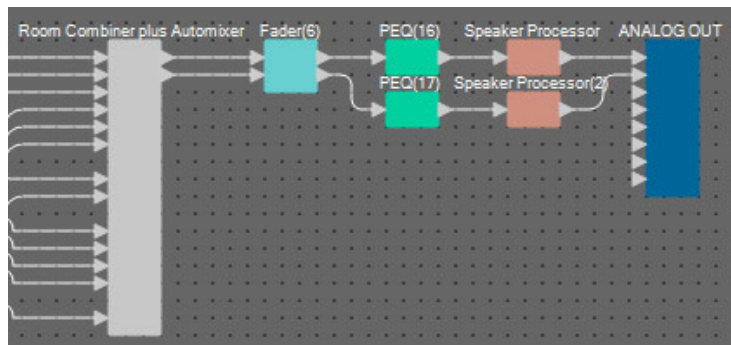 Room Combiner plus Automixer Fader(6) PEQ(16) Speaker Processor ANALOG OUT
PEQ(17) Speaker Processor(2)